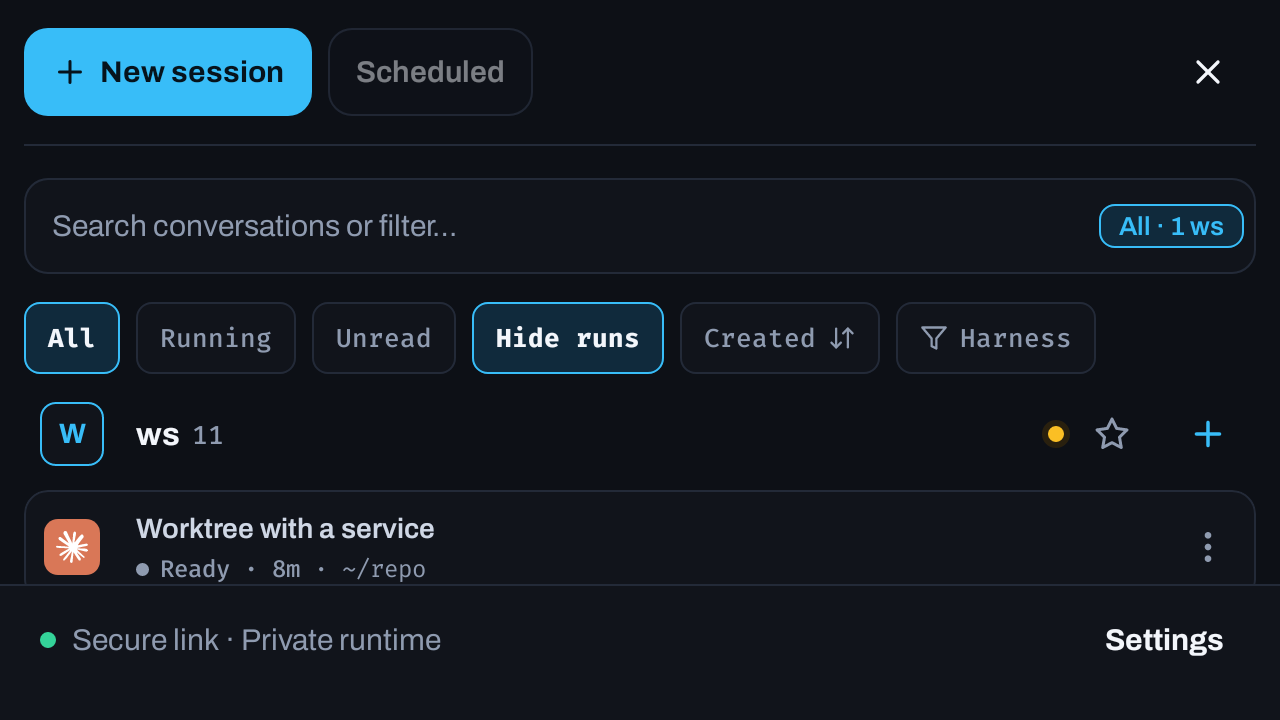 New session
Scheduled
Search conversations or filter...
All · 1 ws
All
Running
Unread
Hide runs
Created
Harness
W
ws 11
Worktree with a service
Ready · 8m · ~/repo
Secure link · Private runtime
Settings